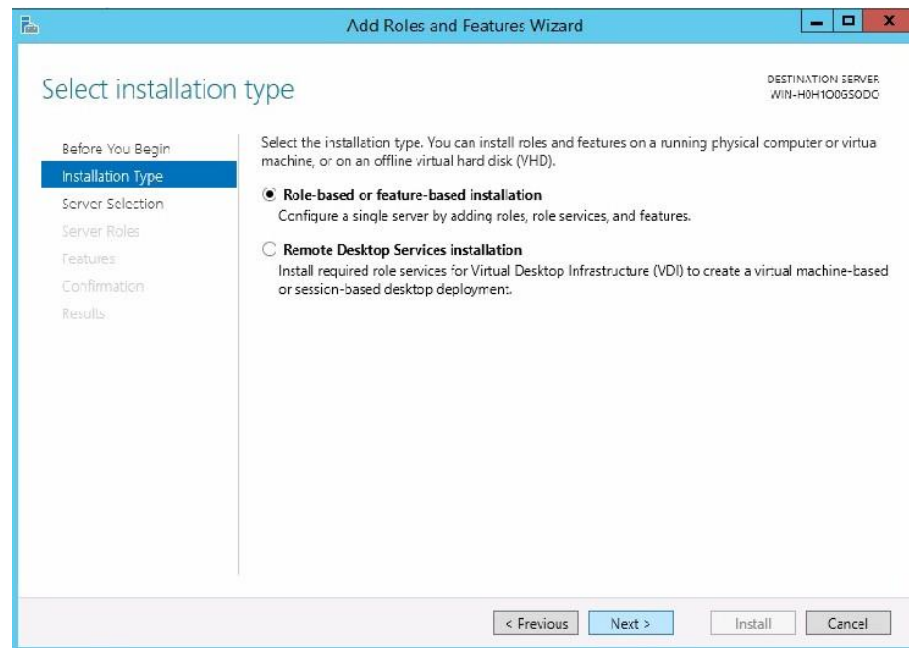 Add Roles and Features Wizard
Select installation type
DESTINATION SERVER
Before You Begin
Installation Type
Server Selection
Server Roles
Features
Confirmation
Results
Select the installation type. You can install roles and features on a running physical computer or virtua
machine, or on an offline virtual hard disk (VHD).
Role-based or feature-based installation
Configure a single server by adding roles, role services, and features.
Remote Desktop Services installation
Install required role services for Virtual Desktop Infrastructure (VDI) to create a virtual machine-based
or session-based desktop deployment.
< Previous
Next >
Install
Cancel